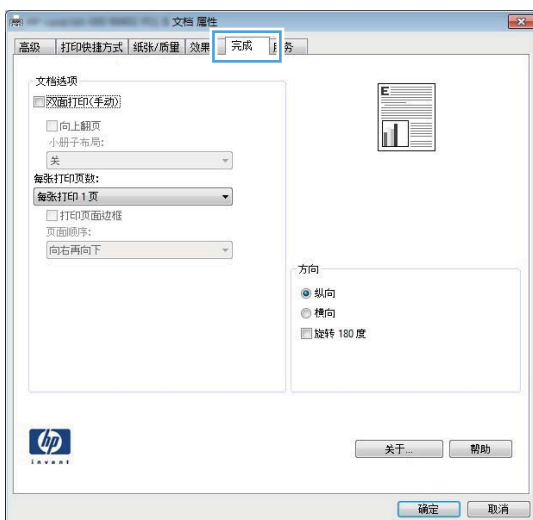 文档 属性
高级 打印快捷方式 纸张/质量 效果 完成 服务
文档选项
双面打印(手动)
向上翻页
小册子布局:
关
每张打印页数:
每张打印 1 页
打印页面边框
页面顺序:
向右再向下
E
方向
纵向
横向
旋转 180 度
hp
invent
关于... 帮助
确定 取消